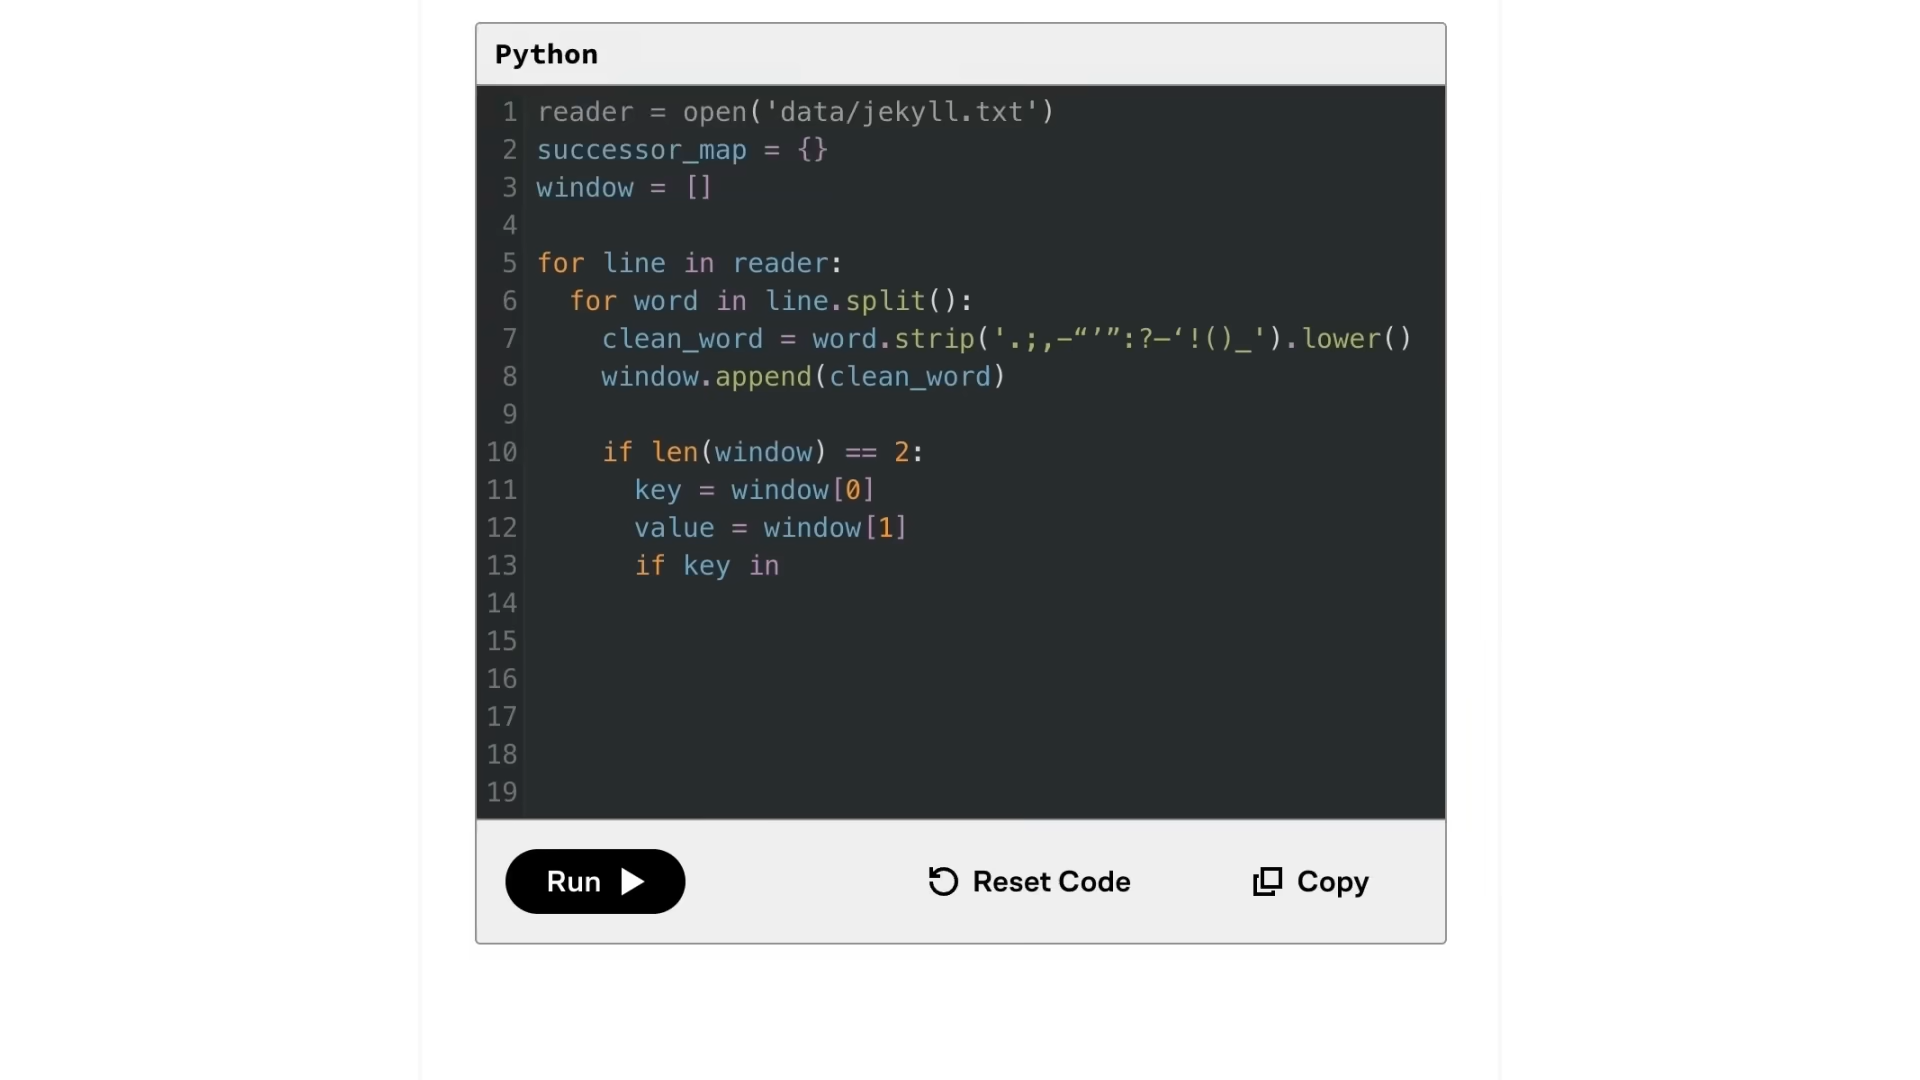 Python
1 reader = open('data/jekyll.txt')
2 successor_map = {}
3 window = []
4
5 for line in reader:
6   for word in line.split():
7     clean_word = word.strip('.;,—“’”:?—‘!()_').lower()
8     window.append(clean_word)
9
10     if len(window) == 2:
11       key = window[0]
12       value = window[1]
13       if key in
14
15
16
17
18
19
Run Reset Code Copy